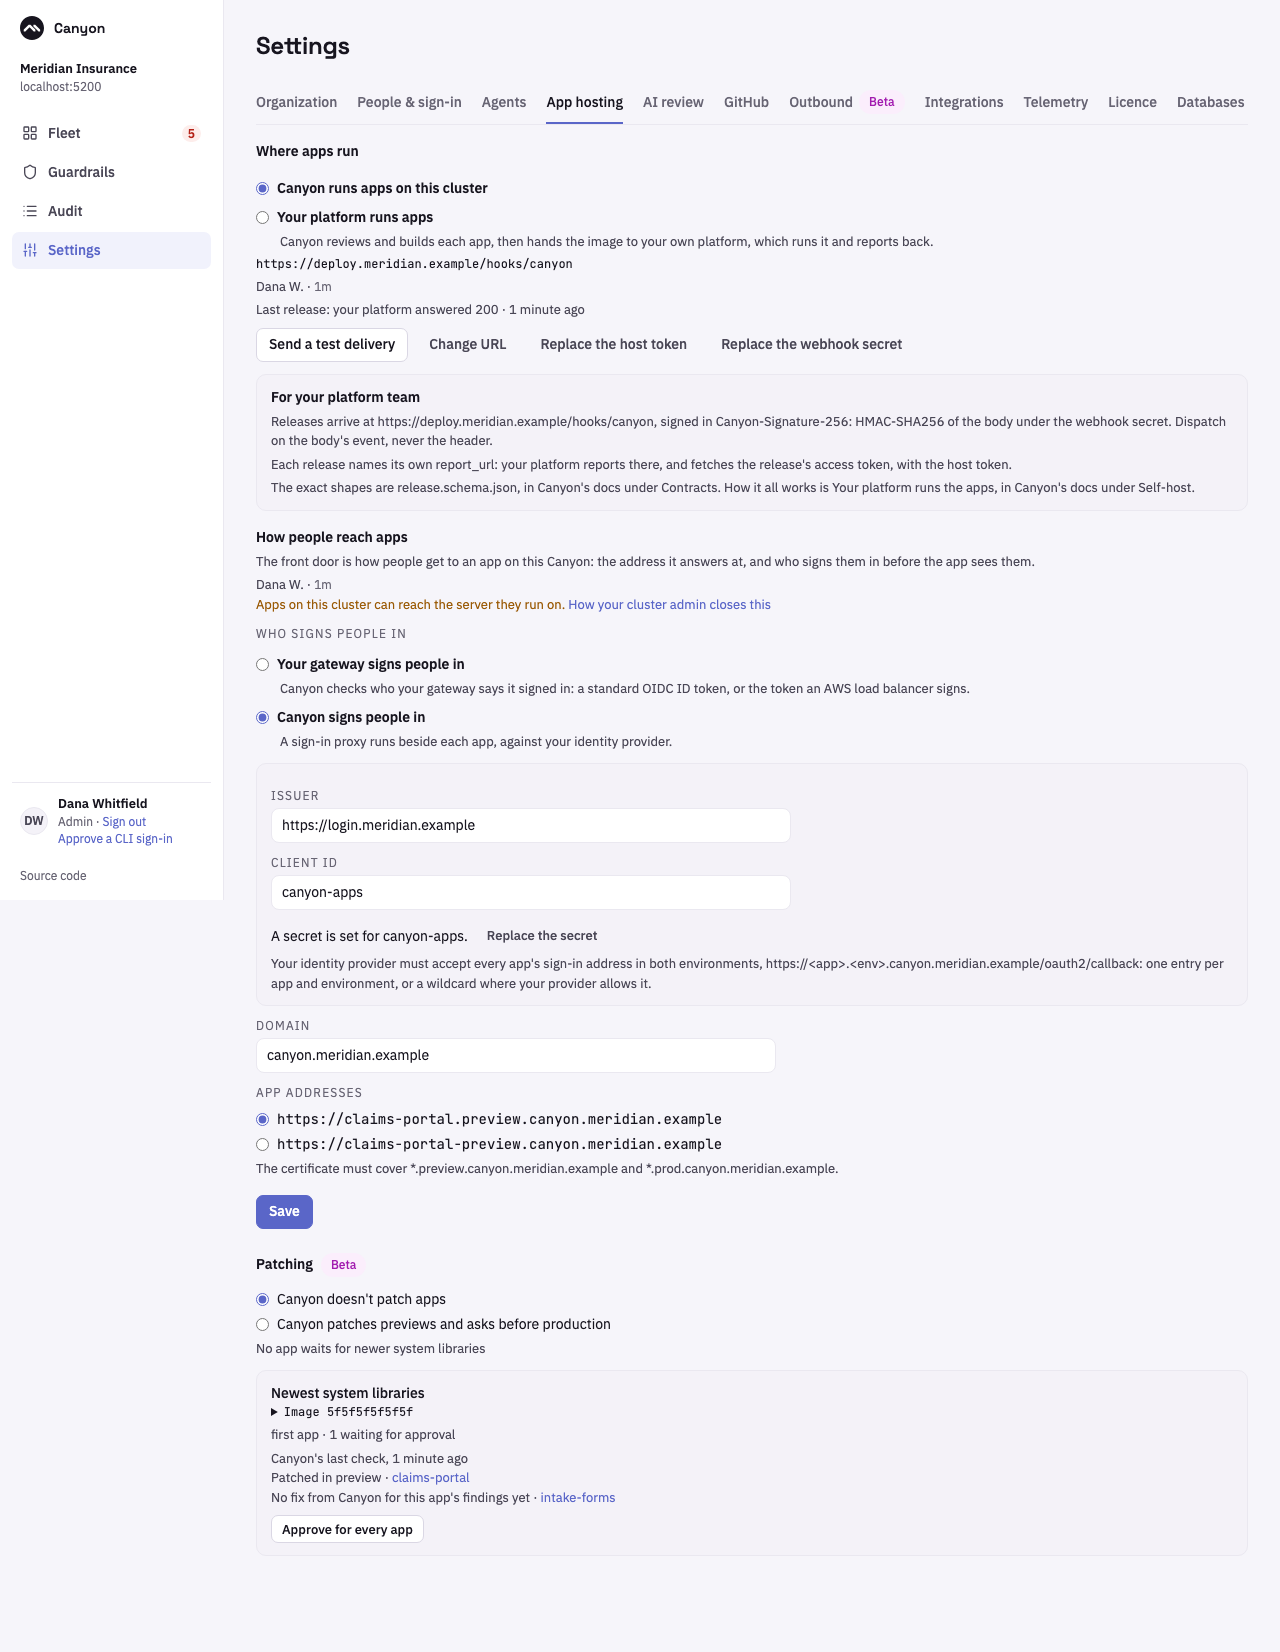 Canyon
Meridian Insurance
localhost:5200
Fleet 5
Guardrails
Audit
Settings
Dana Whitfield
DW
Admin · Sign out
Approve a CLI sign-in
Source code
Settings
Organization People & sign-in Agents App hosting AI review GitHub Outbound Beta Integrations Telemetry Licence Databases
Where apps run
Canyon runs apps on this cluster
Your platform runs apps
Canyon reviews and builds each app, then hands the image to your own platform, which runs it and reports back.
https://deploy.meridian.example/hooks/canyon
Dana W. · 1m
Last release: your platform answered 200 · 1 minute ago
Send a test delivery Change URL Replace the host token Replace the webhook secret
For your platform team
Releases arrive at https://deploy.meridian.example/hooks/canyon, signed in Canyon-Signature-256: HMAC-SHA256 of the body under the webhook secret. Dispatch
on the body's event, never the header.
Each release names its own report_url: your platform reports there, and fetches the release's access token, with the host token.
The exact shapes are release.schema.json, in Canyon's docs under Contracts. How it all works is Your platform runs the apps, in Canyon's docs under Self-host.
How people reach apps
The front door is how people get to an app on this Canyon: the address it answers at, and who signs them in before the app sees them.
Dana W. · 1m
Apps on this cluster can reach the server they run on. How your cluster admin closes this
WHO SIGNS PEOPLE IN
Your gateway signs people in
Canyon checks who your gateway says it signed in: a standard OIDC ID token, or the token an AWS load balancer signs.
Canyon signs people in
A sign-in proxy runs beside each app, against your identity provider.
ISSUER
https://login.meridian.example
CLIENT ID
canyon-apps
A secret is set for canyon-apps. Replace the secret
Your identity provider must accept every app's sign-in address in both environments, https://<app>.<env>.canyon.meridian.example/oauth2/callback: one entry per
app and environment, or a wildcard where your provider allows it.
DOMAIN
canyon.meridian.example
APP ADDRESSES
https://claims-portal.preview.canyon.meridian.example
https://claims-portal-preview.canyon.meridian.example
The certificate must cover *.preview.canyon.meridian.example and *.prod.canyon.meridian.example.
Save
Patching Beta
Canyon doesn't patch apps
Canyon patches previews and asks before production
No app waits for newer system libraries
Newest system libraries
Image 5f5f5f5f5f5f
first app · 1 waiting for approval
Canyon's last check, 1 minute ago
Patched in preview · claims-portal
No fix from Canyon for this app's findings yet · intake-forms
Approve for every app